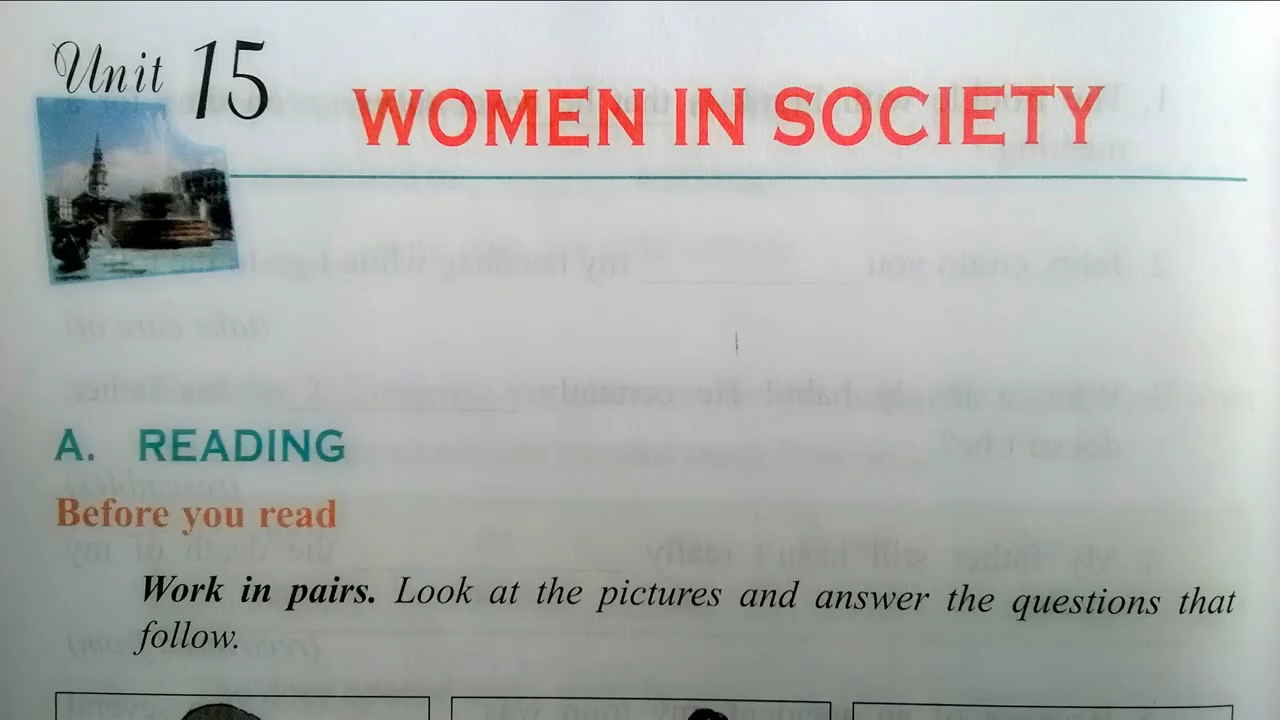 Unit 15
WOMEN IN SOCIETY
A. READING
Before you read
Work in pairs. Look at the pictures and answer the questions that
follow.